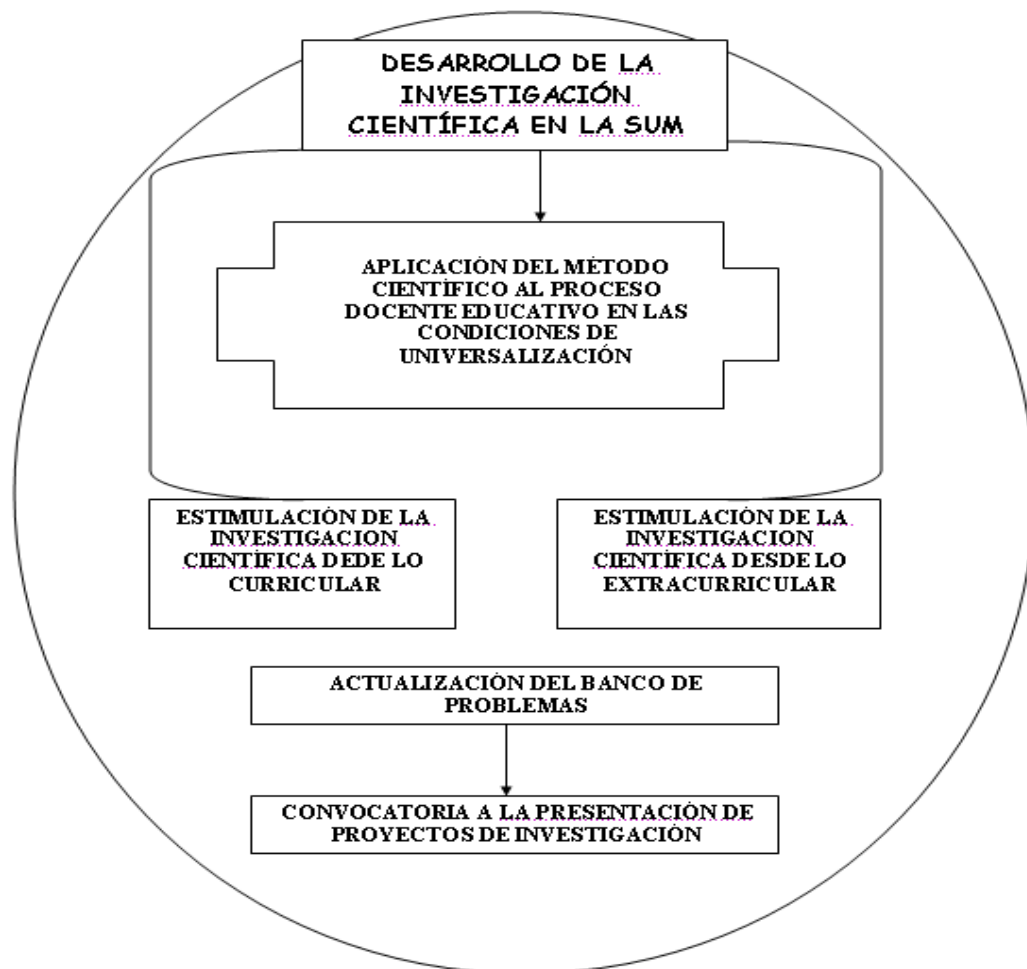 DESARROLLO DE LA
INVESTIGACIÓN
CIENTÍFICA EN LA SUM
APLICACIÓN DEL MÉTODO
CIENTÍFICO AL PROCESO
DOCENTE EDUCATIVO EN LAS
CONDICIONES DE
UNIVERSALIZACIÓN
ESTIMULACIÓN DE LA
INVESTIGACION
CIENTÍFICA DEDE LO
CURRICULAR
ESTIMULACIÓN DE LA
INVESTIGACION
CIENTÍFICA DESDE LO
EXTRACURRICULAR
ACTUALIZACIÓN DEL BANCO DE
PROBLEMAS
CONVOCATORIA A LA PRESENTACIÓN DE
PROYECTOS DE INVESTIGACIÓN